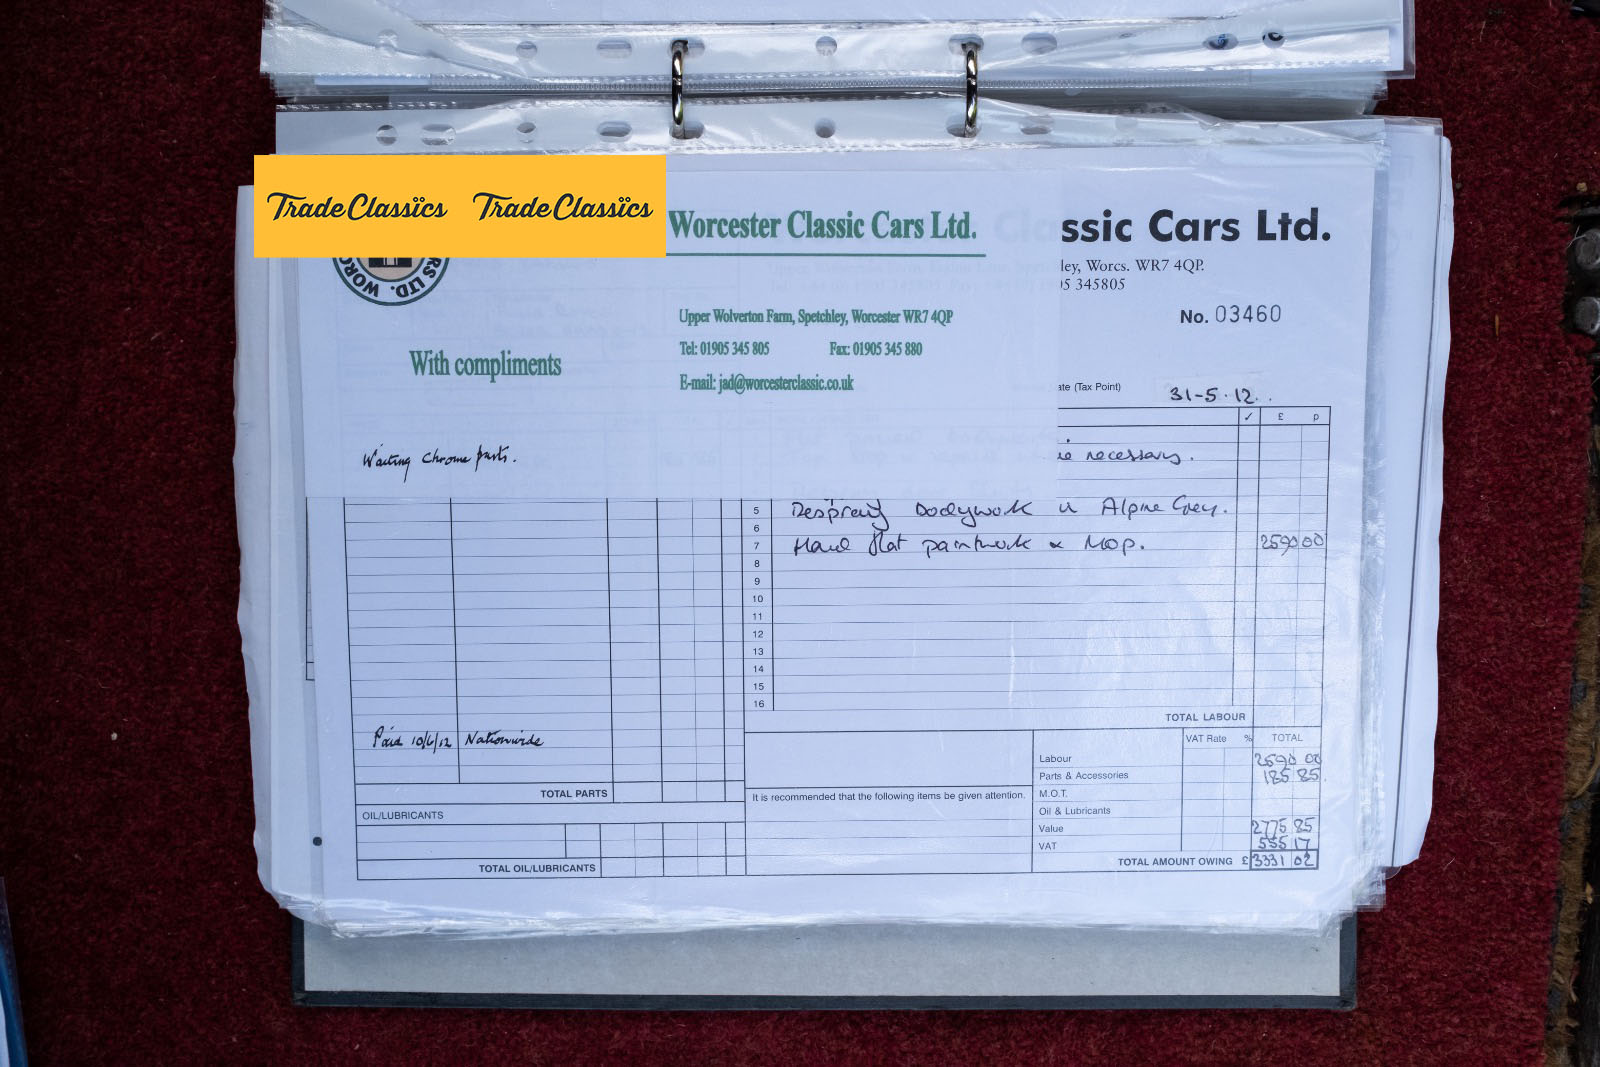 TradeClassics TradeClassics
Worcester Classic Cars Ltd.
ssic Cars Ltd.
ley, Worcs. WR7 4QP.
05 345805
No. 03460
WORC
RS LTD.
Upper Wolverton Farm, Spetchley, Worcester WR7 4QP
Tel: 01905 345 805 Fax: 01905 345 880
E-mail: jad@worcesterclassic.co.uk
With compliments
ate (Tax Point) 31-5-12.
✓ £ p
Waiting chrome parts.
necessary.
5 Respray bodywork in Alpine Grey.
6
7 Hand flat paintwork & Mop. 2590 00
8
9
10
11
12
13
14
15
16
TOTAL LABOUR
Paid 10/6/12 Nationwide
VAT Rate % TOTAL
Labour 2590 00
Parts & Accessories 185 85
TOTAL PARTS
It is recommended that the following items be given attention.
M.O.T.
OIL/LUBRICANTS
Oil & Lubricants
Value 2775 85
VAT 555 17
TOTAL OIL/LUBRICANTS
TOTAL AMOUNT OWING £ 3331 02